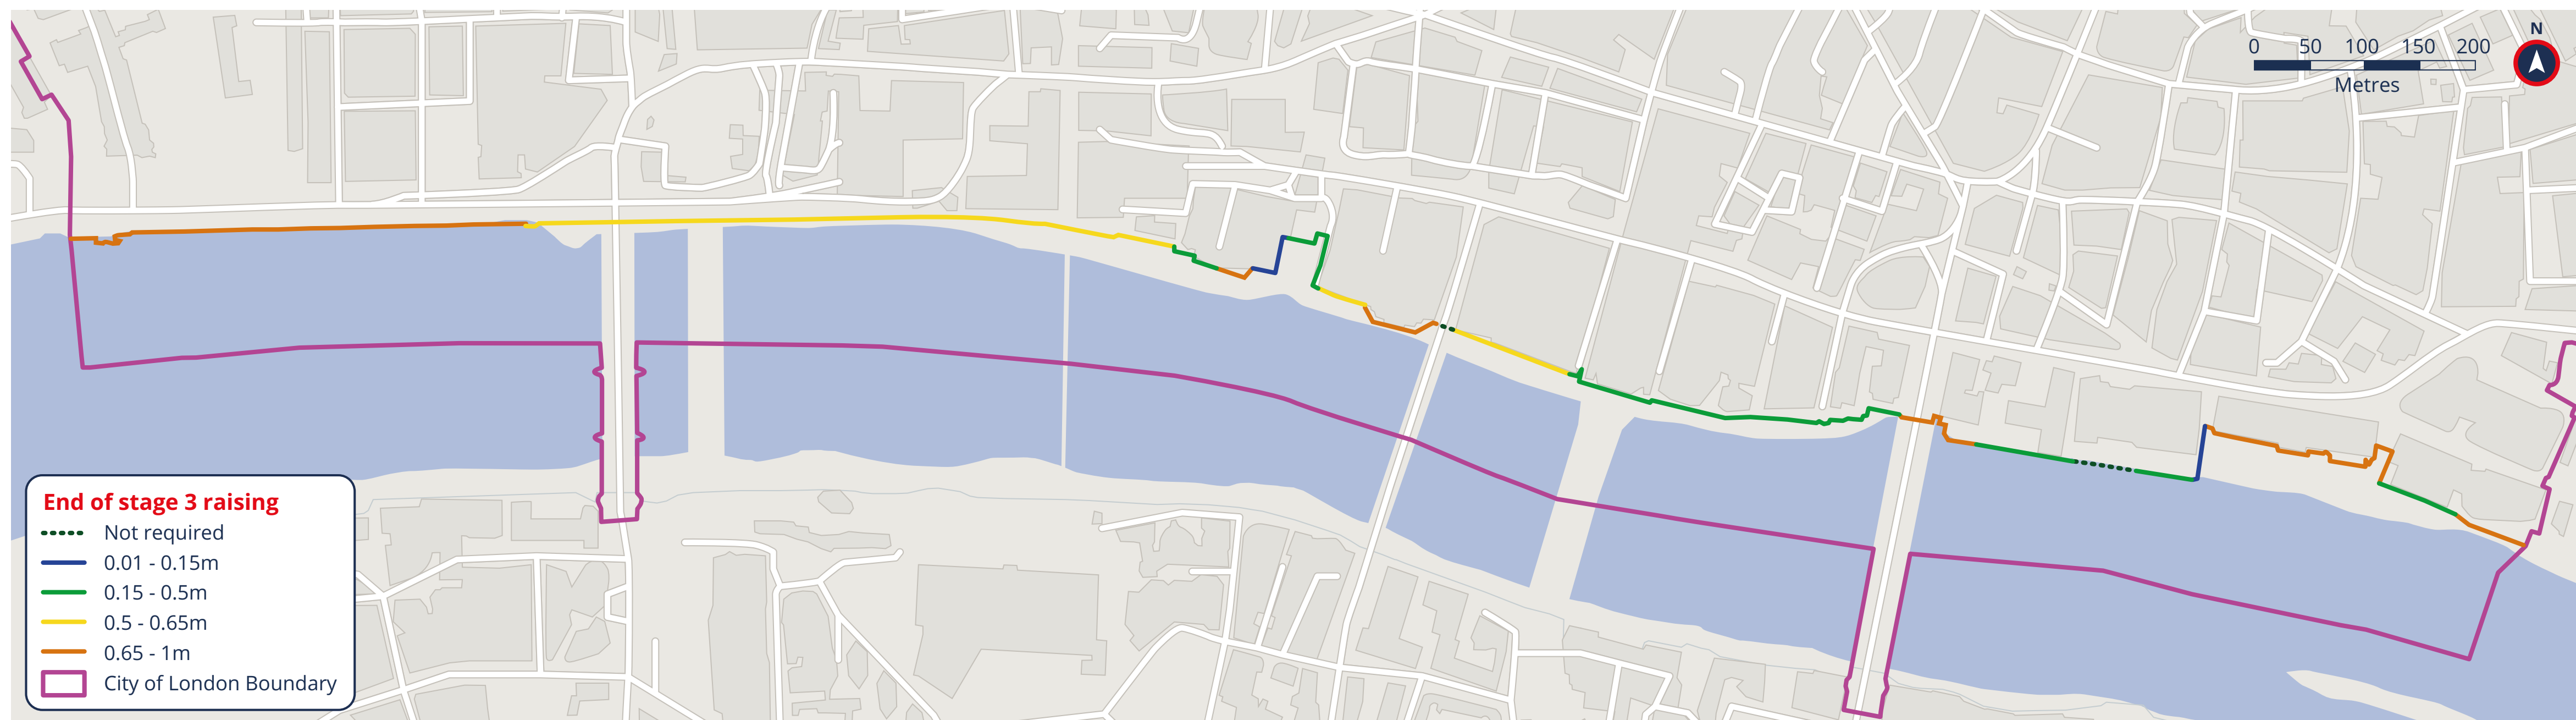 N
0 50 100 150 200
Metres
End of stage 3 raising
Not required
0.01 - 0.15m
0.15 - 0.5m
0.5 - 0.65m
0.65 - 1m
City of London Boundary